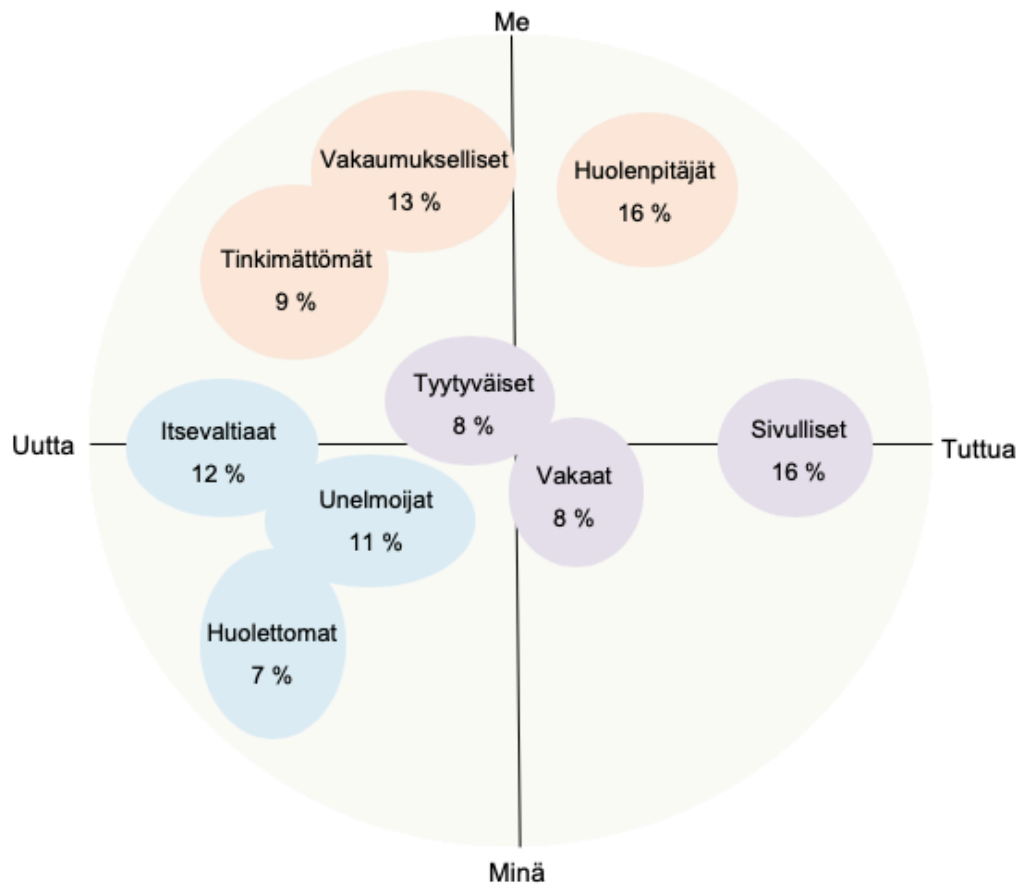 Me
Vakaumukselliset
13 %
Huolenpitäjät
16 %
Tinkimättömät
9 %
Tyytyväiset
8 %
Itsevaltiaat
12 %
Sivulliset
16 %
Uutta
Tuttua
Vakaat
8 %
Unelmoijat
11 %
Huolettomat
7 %
Minä